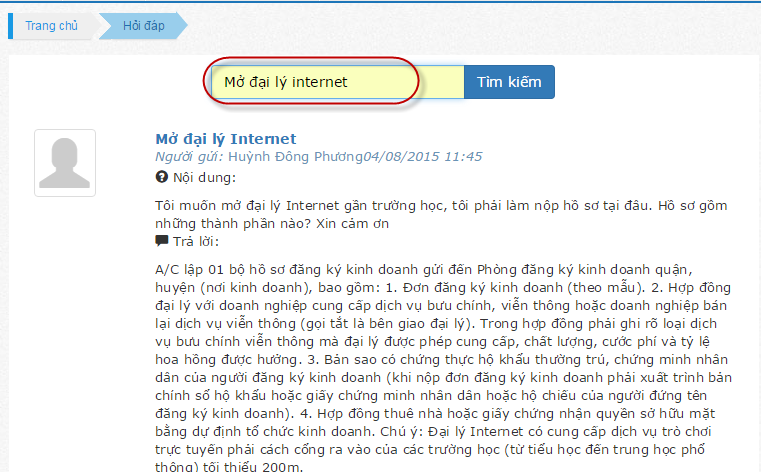 Trang chủ Hỏi đáp
Mở đại lý internet Tìm kiếm
Mở đại lý Internet
Người gửi: Huỳnh Đông Phương04/08/2015 11:45
Nội dung:
Tôi muốn mở đại lý Internet gần trường học, tôi phải làm nộp hồ sơ tại đâu. Hồ sơ gồm
những thành phần nào? Xin cảm ơn
Trả lời:
A/C lập 01 bộ hồ sơ đăng ký kinh doanh gửi đến Phòng đăng ký kinh doanh quận,
huyện (nơi kinh doanh), bao gồm: 1. Đơn đăng ký kinh doanh (theo mẫu). 2. Hợp đồng
đại lý với doanh nghiệp cung cấp dịch vụ bưu chính, viễn thông hoặc doanh nghiệp bán
lại dịch vụ viễn thông (gọi tắt là bên giao đại lý). Trong hợp đồng phải ghi rõ loại dịch
vụ bưu chính viễn thông mà đại lý được phép cung cấp, chất lượng, cước phí và tỷ lệ
hoa hồng được hưởng. 3. Bản sao có chứng thực hộ khẩu thường trú, chứng minh nhân
dân của người đăng ký kinh doanh (khi nộp đơn đăng ký kinh doanh phải xuất trình bản
chính sổ hộ khẩu hoặc giấy chứng minh nhân dân hoặc hộ chiếu của người đứng tên
đăng ký kinh doanh). 4. Hợp đồng thuê nhà hoặc giấy chứng nhận quyền sở hữu mặt
bằng dự định tổ chức kinh doanh. Chú ý: Đại lý Internet có cung cấp dịch vụ trò chơi
trực tuyến phải cách cổng ra vào của các trường học (từ tiểu học đến trung học phổ
thông) tối thiểu 200m.